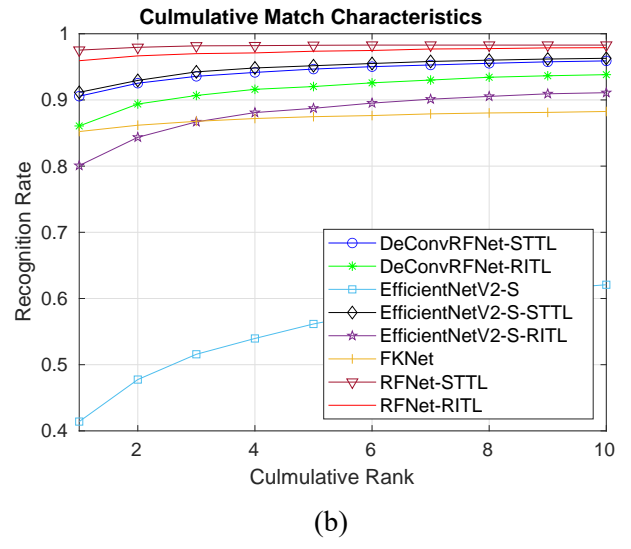 Culmulative Match Characteristics
1
0.9
0.8
0.7
0.6
0.5
0.4
Recognition Rate
DeConvRFNet-STTL
DeConvRFNet-RITL
EfficientNetV2-S
EfficientNetV2-S-STTL
EfficientNetV2-S-RITL
FKNet
RFNet-STTL
RFNet-RITL
2 4 6 8 10
Culmulative Rank
(b)